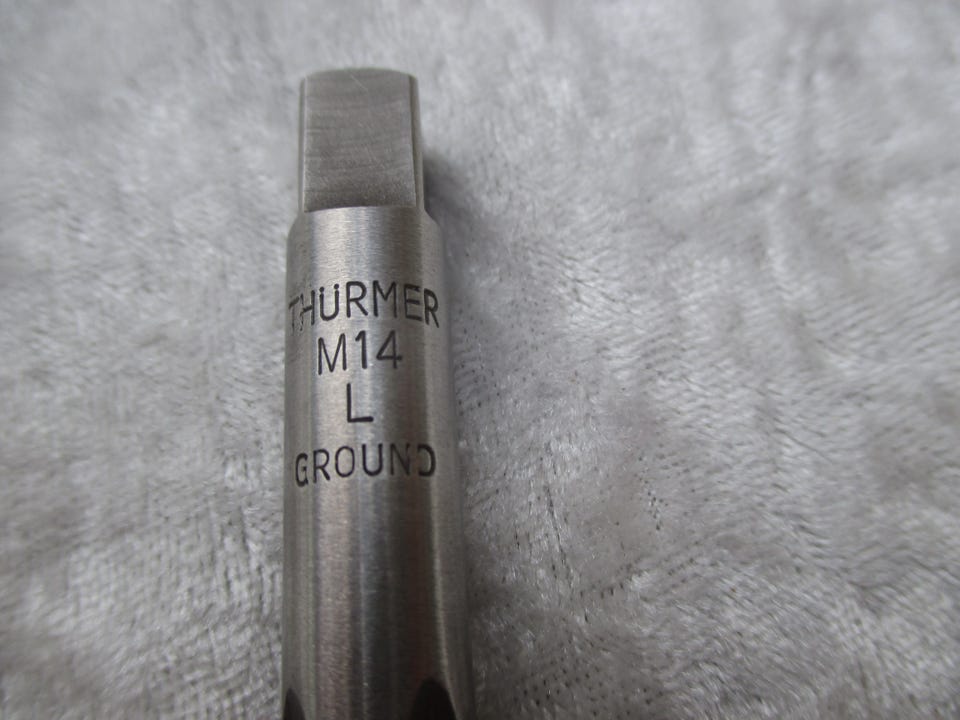 THÜRMER
M14
L
GROUND